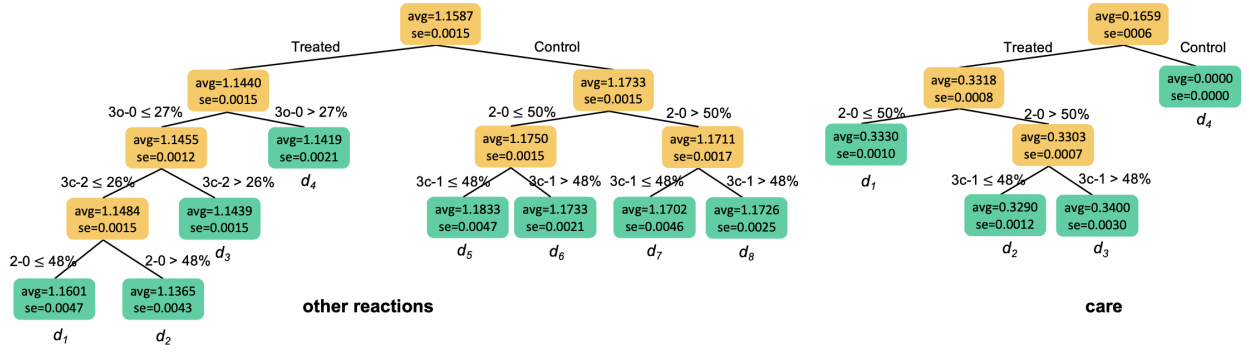 avg=1.1587
se=0.0015
Treated
Control
avg=1.1440
se=0.0015
avg=1.1733
se=0.0015
3o-0 ≤ 27%
3o-0 > 27%
2-0 ≤ 50%
2-0 > 50%
avg=1.1455
se=0.0012
avg=1.1419
se=0.0021
d4
avg=1.1750
se=0.0015
avg=1.1711
se=0.0017
3c-2 ≤ 26%
3c-2 > 26%
3c-1 ≤ 48%
3c-1 > 48%
3c-1 ≤ 48%
3c-1 > 48%
avg=1.1484
se=0.0015
avg=1.1439
se=0.0015
d3
avg=1.1833
se=0.0047
d5
avg=1.1733
se=0.0021
d6
avg=1.1702
se=0.0046
d7
avg=1.1726
se=0.0025
d8
2-0 ≤ 48%
2-0 > 48%
avg=1.1601
se=0.0047
d1
avg=1.1365
se=0.0043
d2
other reactions
avg=0.1659
se=0006
Treated
Control
avg=0.3318
se=0.0008
avg=0.0000
se=0.0000
d4
2-0 ≤ 50%
2-0 > 50%
avg=0.3330
se=0.0010
d1
avg=0.3303
se=0.0007
3c-1 ≤ 48%
3c-1 > 48%
avg=0.3290
se=0.0012
d2
avg=0.3400
se=0.0030
d3
care